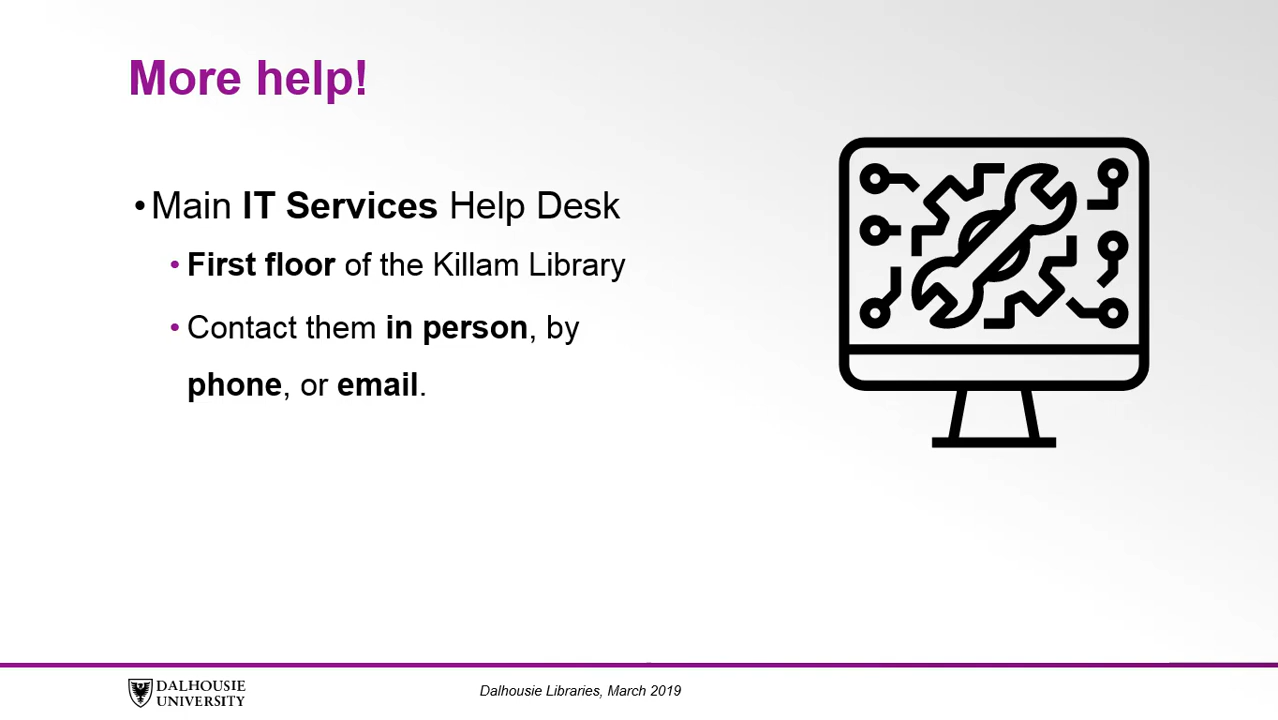 More help!
•Main IT Services Help Desk
• First floor of the Killam Library
• Contact them in person, by
phone, or email.
DALHOUSIE
UNIVERSITY
Dalhousie Libraries, March 2019